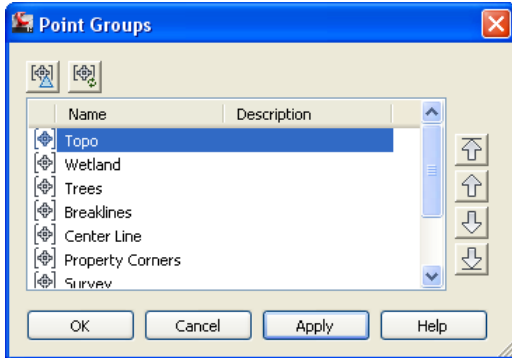 Point Groups
Name Description
Topo
Wetland
Trees
Breaklines
Center Line
Property Corners
Survey
OK Cancel Apply Help